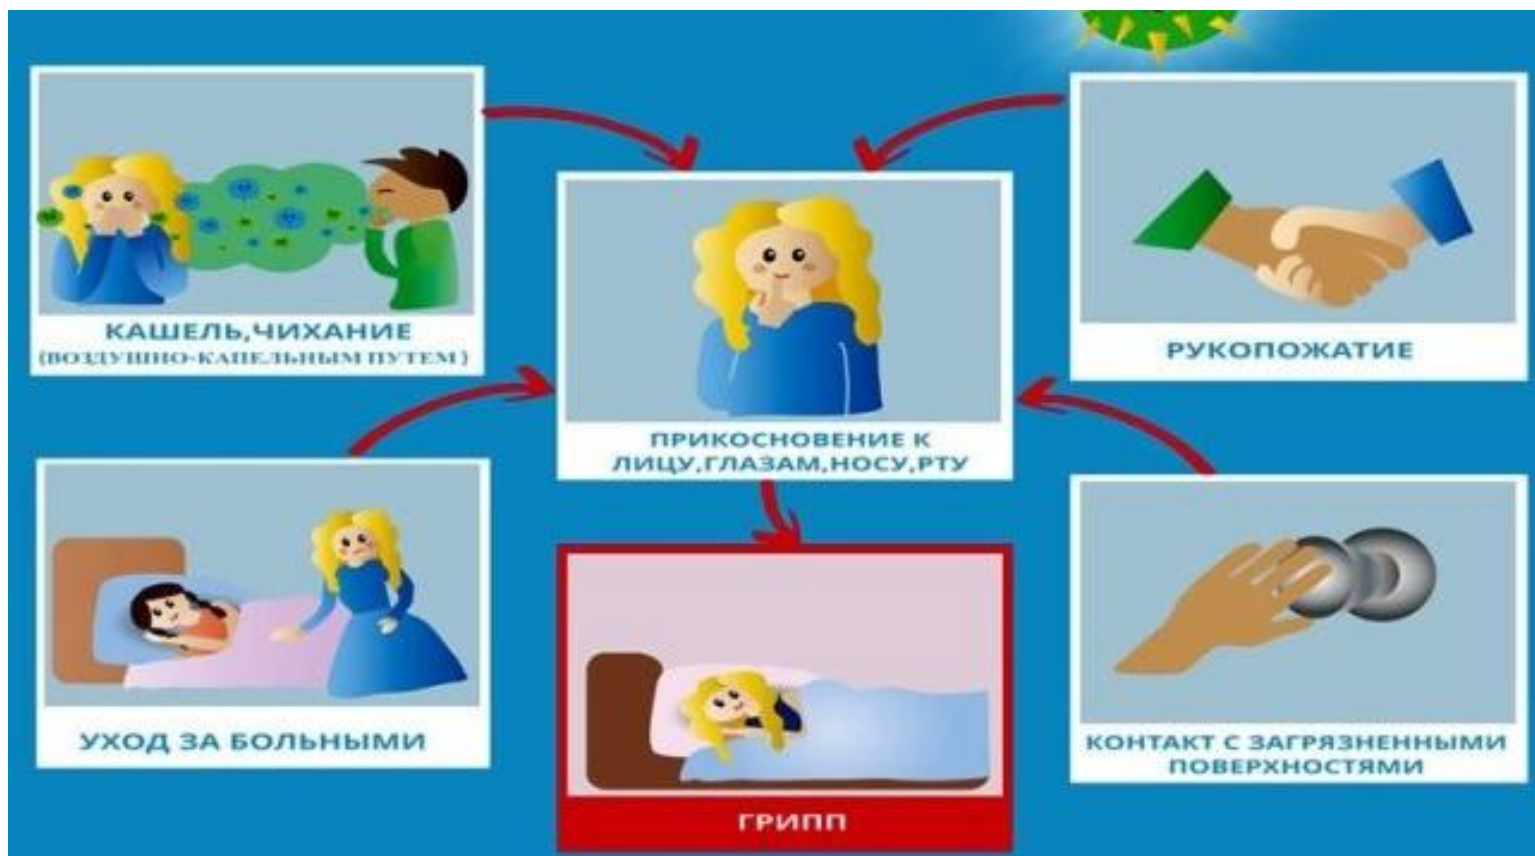 КАШЕЛЬ,ЧИХАНИЕ
(ВОЗДУШНО-КАПЕЛЬНЫМ ПУТЕМ)
РУКОПОЖАТИЕ
ПРИКОСНОВЕНИЕ К
ЛИЦУ,ГЛАЗАМ,НОСУ,РТУ
УХОД ЗА БОЛЬНЫМИ
КОНТАКТ С ЗАГРЯЗНЕННЫМИ
ПОВЕРХНОСТЯМИ
ГРИПП